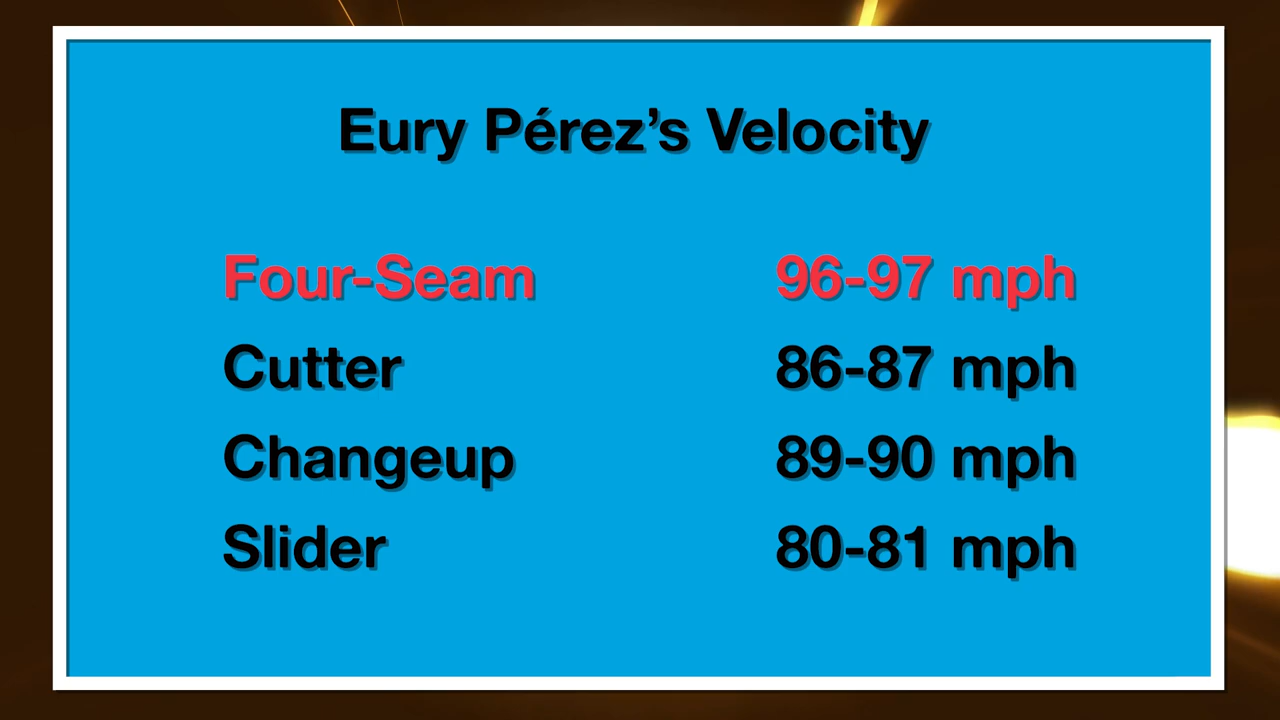 Eury Pérez’s Velocity
Four-Seam 96-97 mph
Cutter 86-87 mph
Changeup 89-90 mph
Slider 80-81 mph